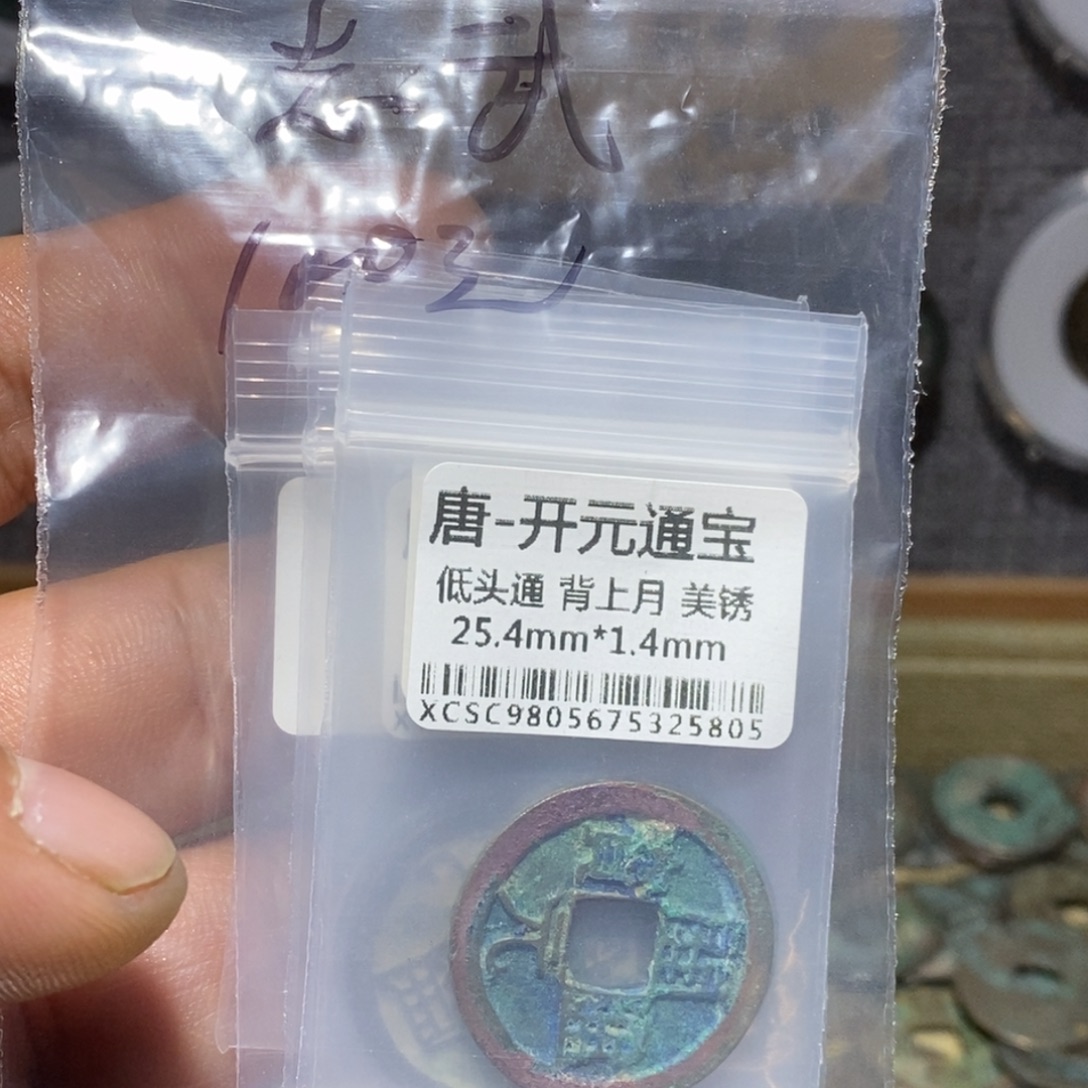 志武
唐-开元通宝
低头通 背上月 美锈
25.4mm*1.4mm
XCSC9805675325805